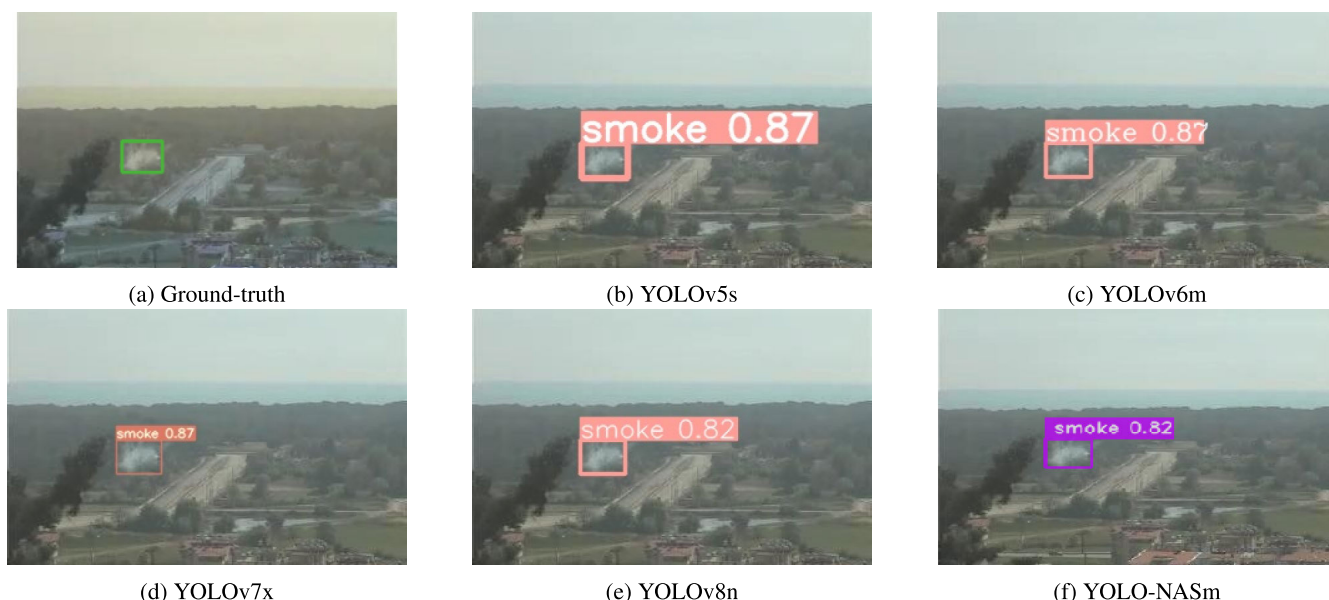 smoke 0.87
smoke 0.87
(a) Ground-truth
(b) YOLOv5s
(c) YOLOv6m
smoke 0.87
smoke 0.82
smoke 0.82
(d) YOLOv7x
(e) YOLOv8n
(f) YOLO-NASm